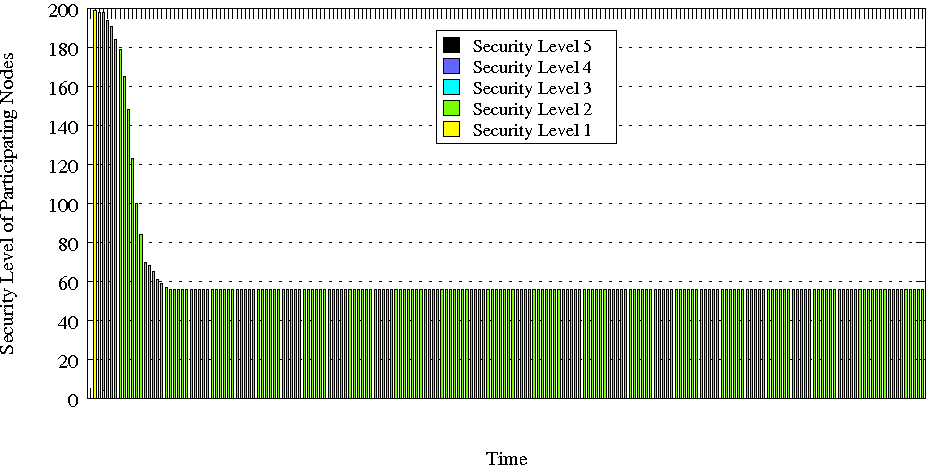 200
180
160
140
120
100
80
60
40
20
0
Security Level of Participating Nodes
Security Level 5
Security Level 4
Security Level 3
Security Level 2
Security Level 1
Time